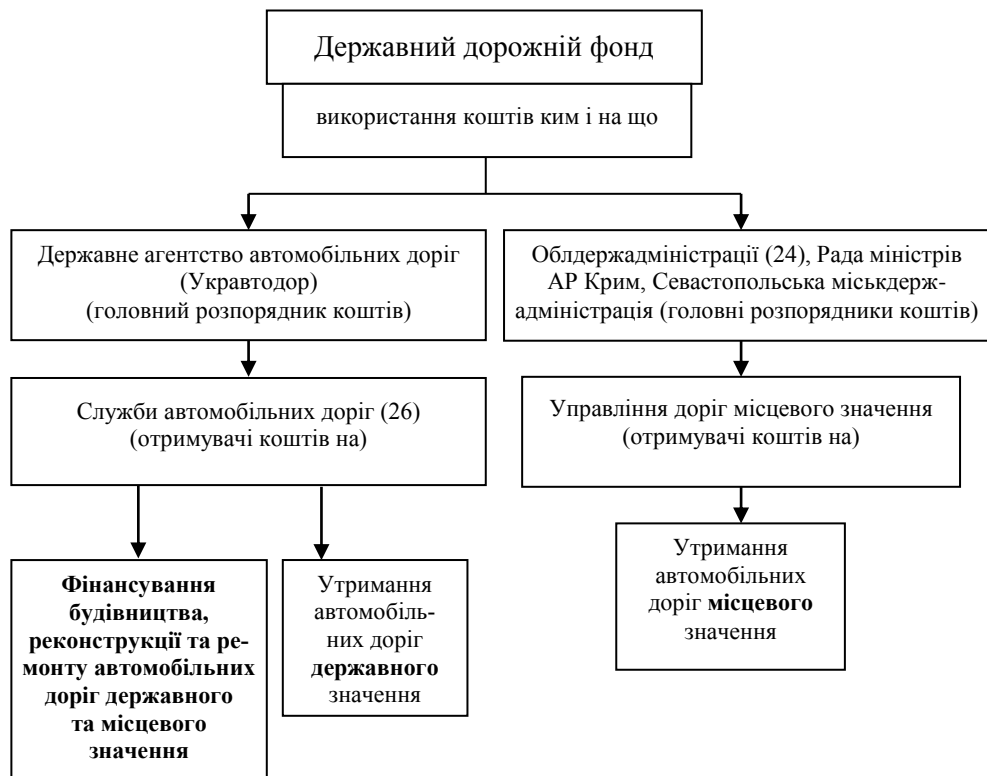 Державний дорожній фонд
використання коштів ким і на що
Державне агентство автомобільних доріг
(Укравтодор)
(головний розпорядник коштів)
Облдержадміністрації (24), Рада міністрів
АР Крим, Севастопольська міськдерж-
адміністрація (головні розпорядники коштів)
Служби автомобільних доріг (26)
(отримувачі коштів на)
Управління доріг місцевого значення
(отримувачі коштів на)
Фінансування
будівництва,
реконструкції та ре-
монту автомобільних
доріг державного
та місцевого
значення
Утримання
автомобіль-
них доріг
державного
значення
Утримання
автомобільних
доріг місцевого
значення